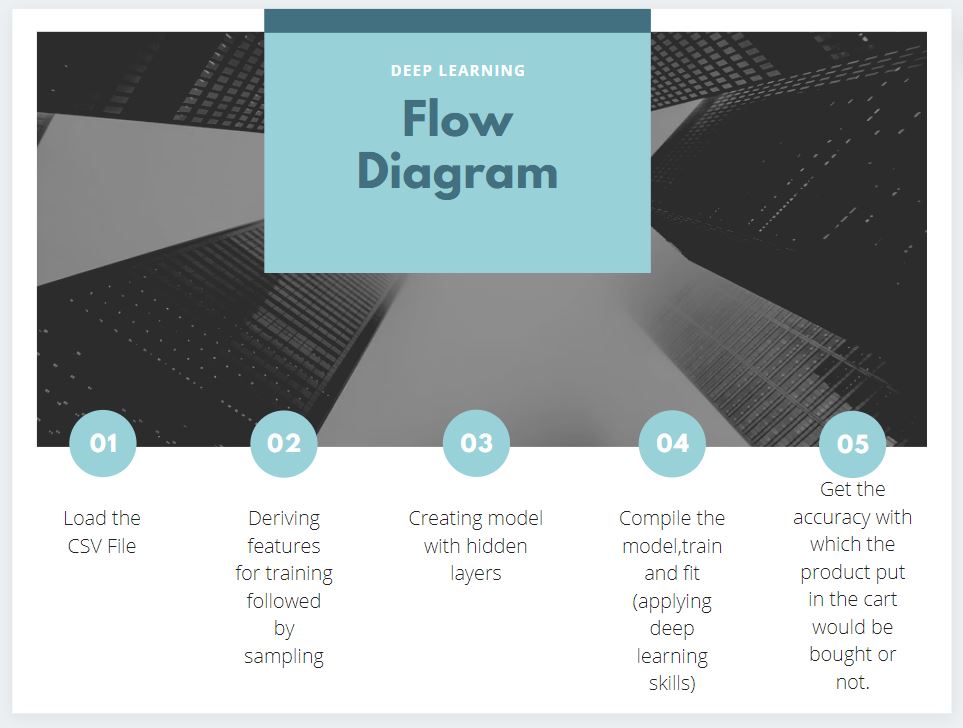 DEEP LEARNING
Flow
Diagram
01
Load the
CSV File
02
Deriving
features
for training
followed
by
sampling
03
Creating model
with hidden
layers
04
Compile the
model,train
and fit
(applying
deep
learning
skills)
05
Get the
accuracy with
which the
product put
in the cart
would be
bought or
not.